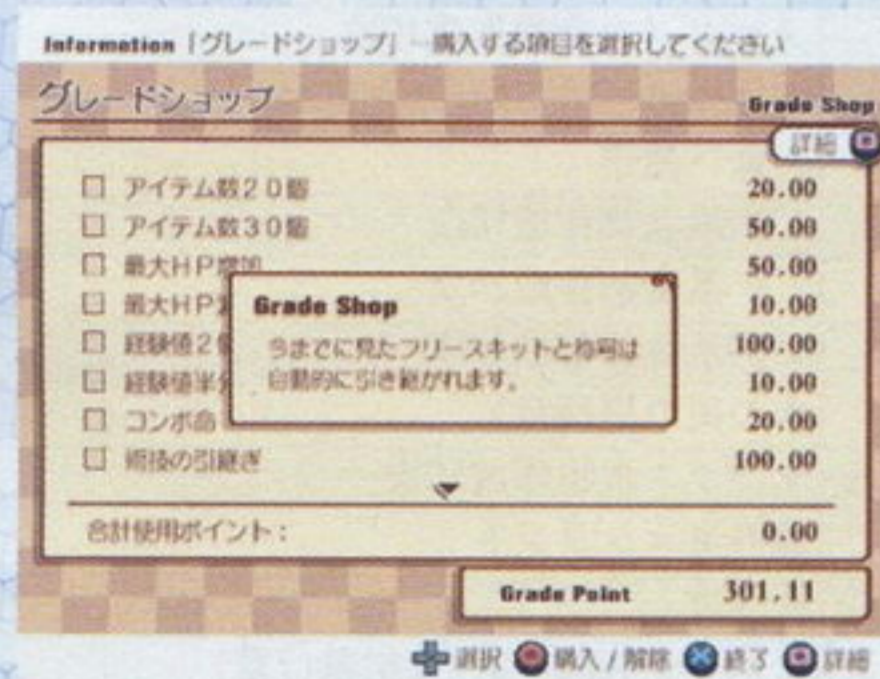 Information「グレードショップ」―購入する項目を選択してください
グレードショップ
Grade Shop
詳細
アイテム数20個 20.00
アイテム数30個 50.00
最大HP増加 50.00
最大HP 10.00
経験値2 100.00
経験値半分 10.00
コンボ命 20.00
術技の引継ぎ 100.00
Grade Shop
今までに見たフリースキットと称号は
自動的に引き継がれます。
合計使用ポイント: 0.00
Grade Point 301.11
選択 購入/解除 終了 詳細